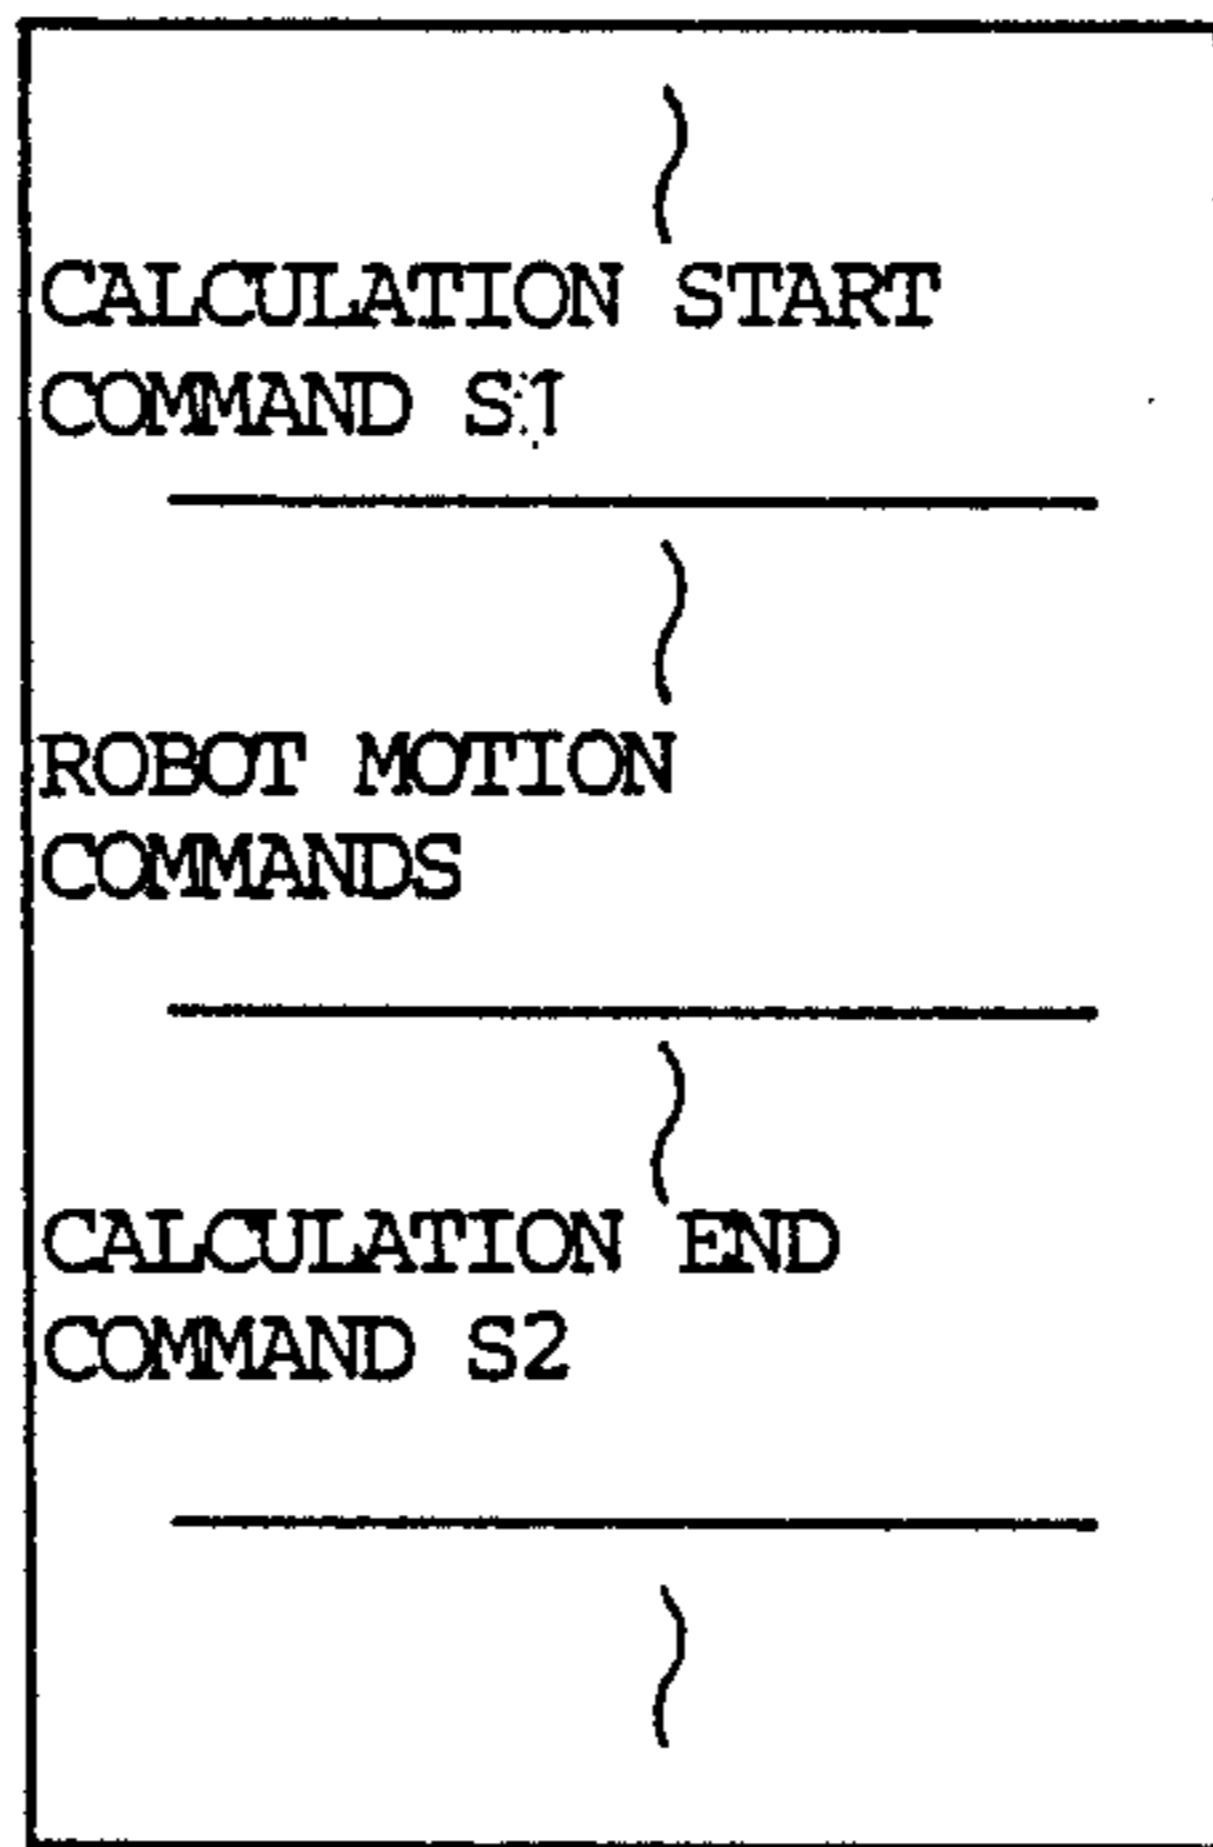 CALCULATION START
COMMAND S1
ROBOT MOTION
COMMANDS
CALCULATION END
COMMAND S2